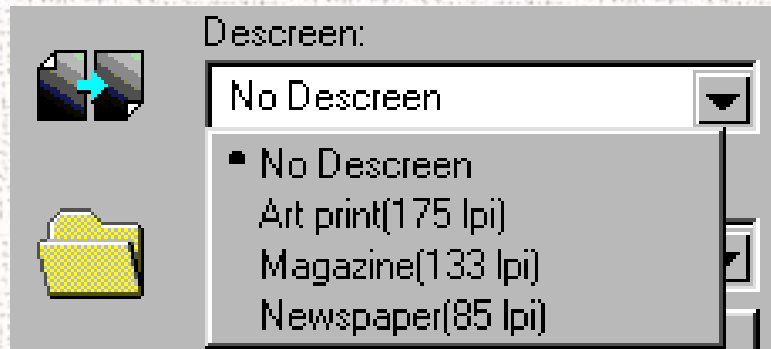 Descreen:
No Descreen
No Descreen
Art print(175 lpi)
Magazine(133 lpi)
Newspaper(85 lpi)